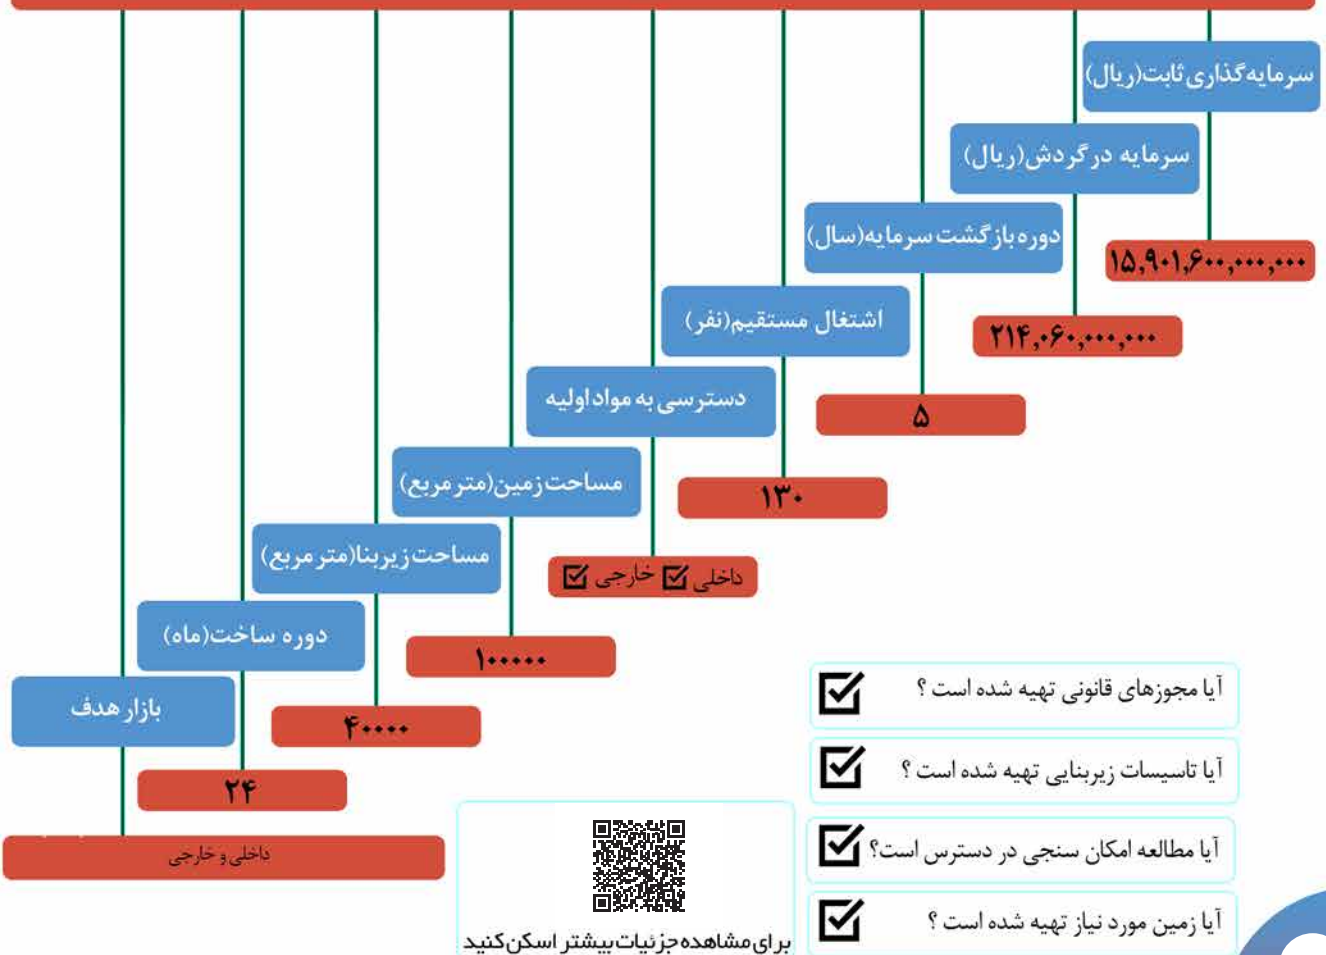 سرمایه‌گذاری ثابت(ریال)
۱۵,۹۰۱,۶۰۰,۰۰۰,۰۰۰
سرمایه در گردش(ریال)
۲۱۴,۰۶۰,۰۰۰,۰۰۰
دوره بازگشت سرمایه(سال)
۵
اشتغال مستقیم(نفر)
۱۳۰
دسترسی به مواد اولیه
داخلی ☑ خارجی ☑
مساحت زمین(متر مربع)
۱۰۰۰۰۰
مساحت زیربنا(متر مربع)
۴۰۰۰۰
دوره ساخت(ماه)
۲۴
بازار هدف
داخلی و خارجی
آیا مجوزهای قانونی تهیه شده است ؟ ☑
آیا تاسیسات زیربنایی تهیه شده است ؟ ☑
آیا مطالعه امکان سنجی در دسترس است؟ ☑
آیا زمین مورد نیاز تهیه شده است ؟ ☑
برای مشاهده جزئیات بیشتر اسکن کنید